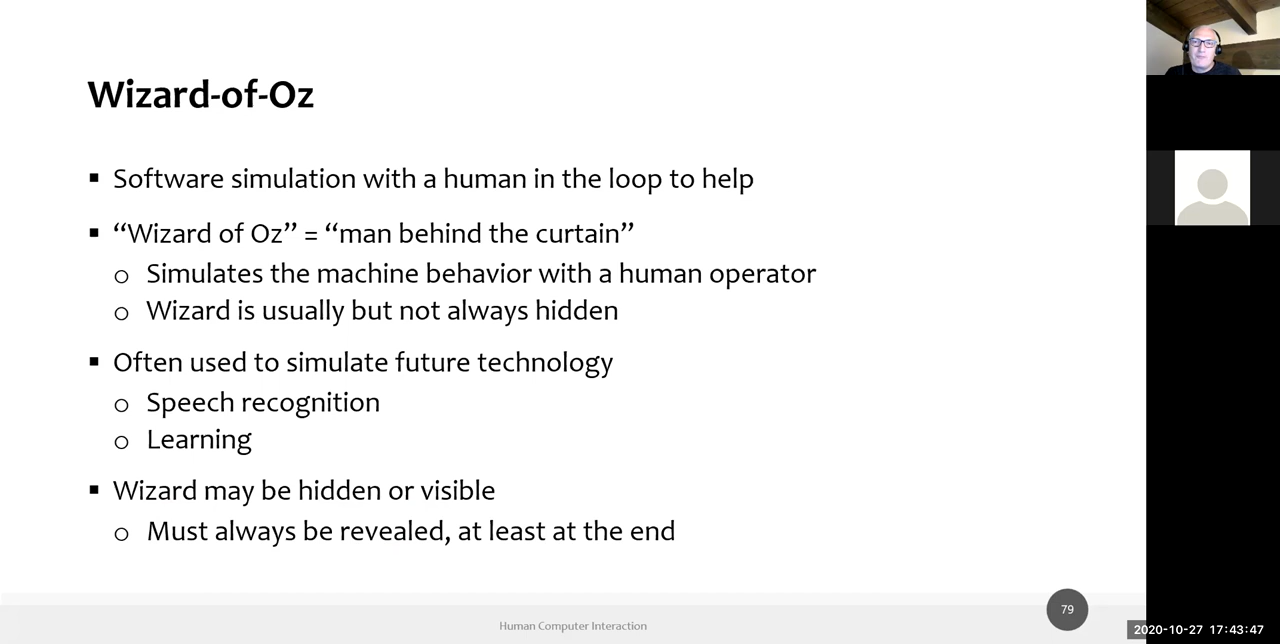 Wizard-of-Oz
▪ Software simulation with a human in the loop to help
▪ “Wizard of Oz” = “man behind the curtain”
o Simulates the machine behavior with a human operator
o Wizard is usually but not always hidden
▪ Often used to simulate future technology
o Speech recognition
o Learning
▪ Wizard may be hidden or visible
o Must always be revealed, at least at the end
Human Computer Interaction
79
2020-10-27 17:43:47